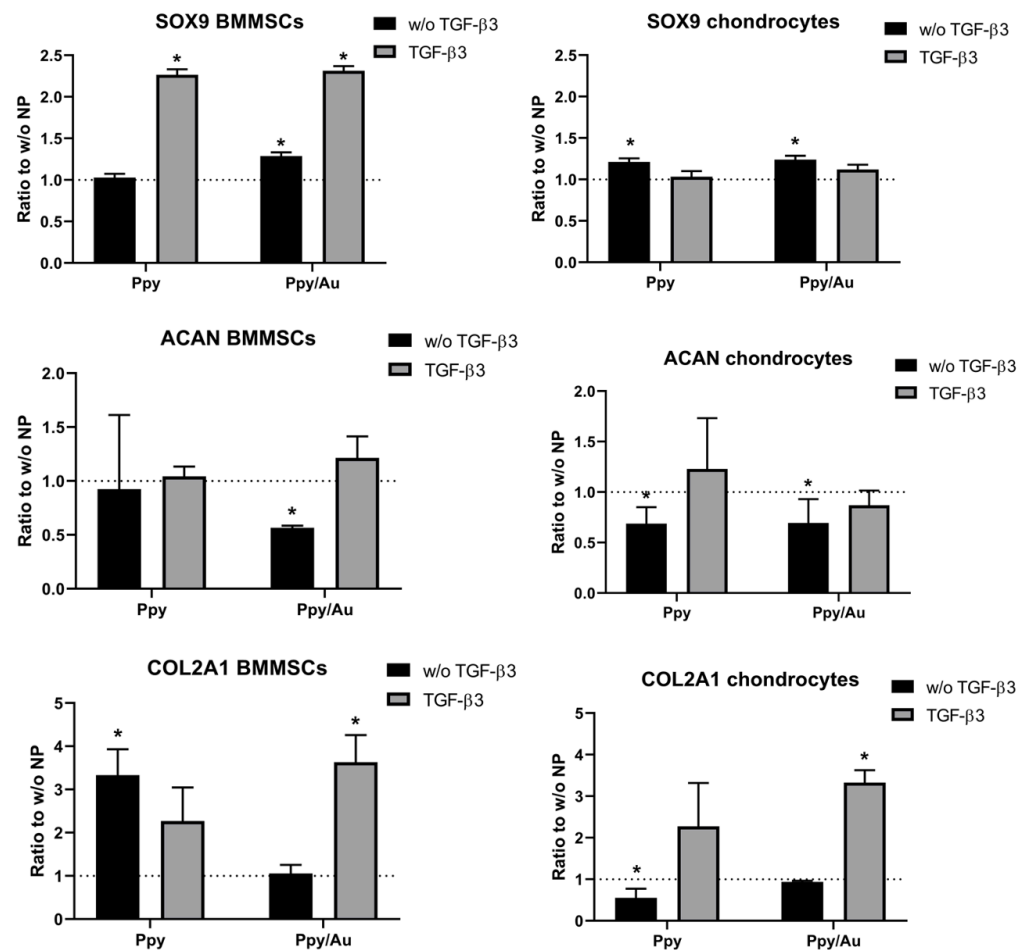 SOX9 BMMSCs
w/o TGF-β3
TGF-β3
Ratio to w/o NP
2.5
*
*
2.0
1.5
*
1.0
0.5
0.0
Ppy
Ppy/Au
SOX9 chondrocytes
w/o TGF-β3
TGF-β3
Ratio to w/o NP
2.5
2.0
1.5
*
*
1.0
0.5
0.0
Ppy
Ppy/Au
ACAN BMMSCs
w/o TGF-β3
TGF-β3
Ratio to w/o NP
2.0
1.5
1.0
*
0.5
0.0
Ppy
Ppy/Au
ACAN chondrocytes
w/o TGF-β3
TGF-β3
Ratio to w/o NP
2.0
1.5
1.0
*
*
0.5
0.0
Ppy
Ppy/Au
COL2A1 BMMSCs
w/o TGF-β3
TGF-β3
Ratio to w/o NP
5
*
*
4
3
2
1
0
Ppy
Ppy/Au
COL2A1 chondrocytes
w/o TGF-β3
TGF-β3
Ratio to w/o NP
5
4
*
3
2
*
1
0
Ppy
Ppy/Au